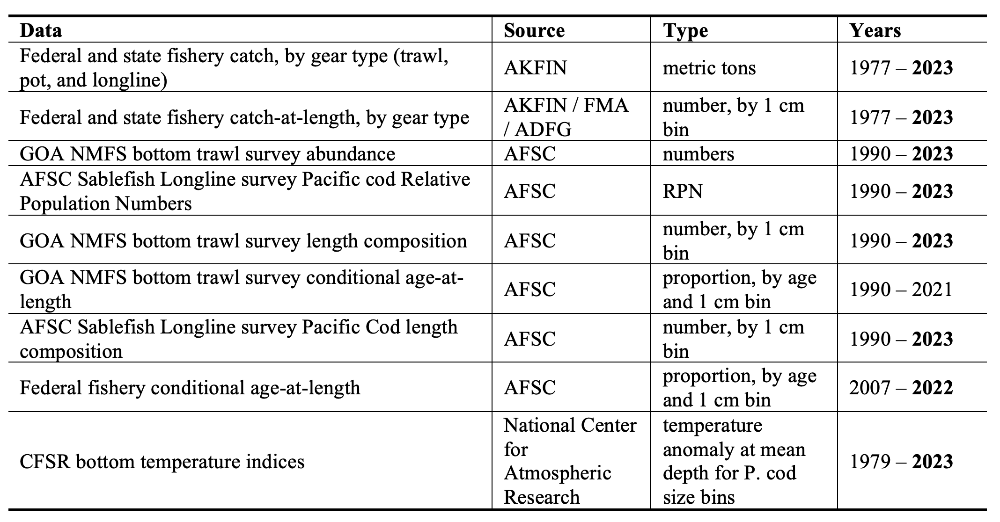 Data Source Type Years
Federal and state fishery catch, by gear type (trawl,
pot, and longline)
AKFIN
metric tons
1977 – 2023
Federal and state fishery catch-at-length, by gear type
AKFIN / FMA
/ ADFG
number, by 1 cm
bin
1977 – 2023
GOA NMFS bottom trawl survey abundance
AFSC
numbers
1990 – 2023
AFSC Sablefish Longline survey Pacific cod Relative
Population Numbers
AFSC
RPN
1990 – 2023
GOA NMFS bottom trawl survey length composition
AFSC
number, by 1 cm
bin
1990 – 2023
GOA NMFS bottom trawl survey conditional age-at-
length
AFSC
proportion, by age
and 1 cm bin
1990 – 2021
AFSC Sablefish Longline survey Pacific Cod length
composition
AFSC
number, by 1 cm
bin
1990 – 2023
Federal fishery conditional age-at-length
AFSC
proportion, by age
and 1 cm bin
2007 – 2022
CFSR bottom temperature indices
National Center
for
Atmospheric
Research
temperature
anomaly at mean
depth for P. cod
size bins
1979 – 2023